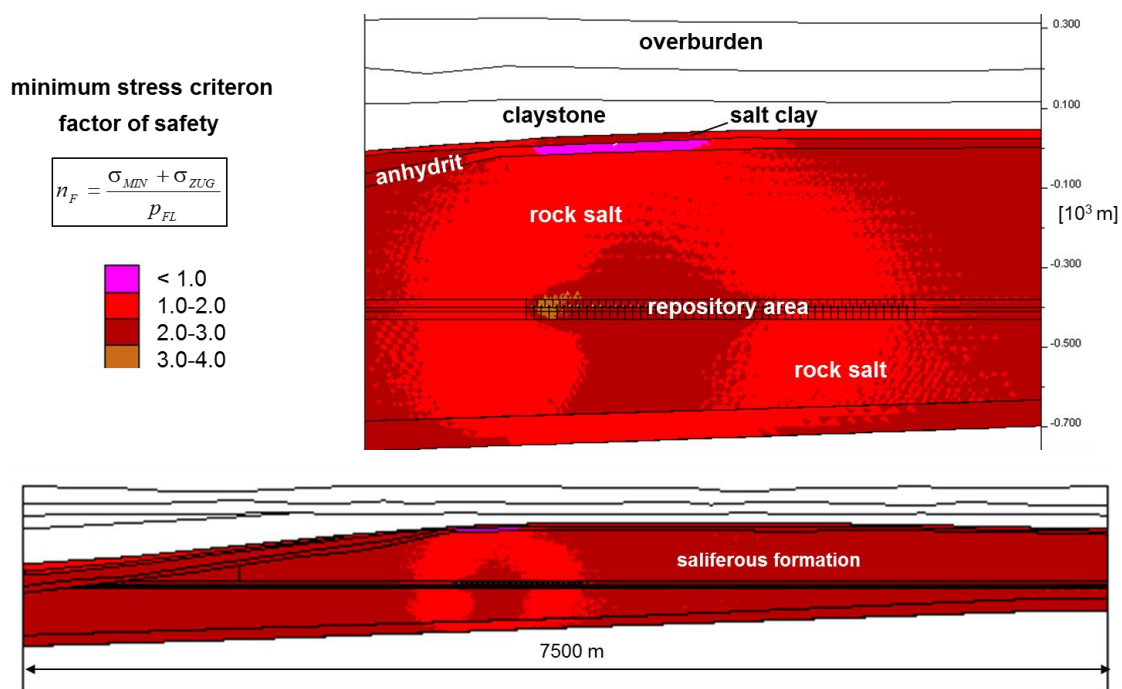 minimum stress criteron
factor of safety
n_F = (σ_MIN + σ_ZUG) / p_FL
< 1.0
1.0-2.0
2.0-3.0
3.0-4.0
overburden
claystone
salt clay
anhydrit
rock salt
repository area
rock salt
0.300
0.100
-0.100
[10³ m]
-0.300
-0.500
-0.700
saliferous formation
7500 m